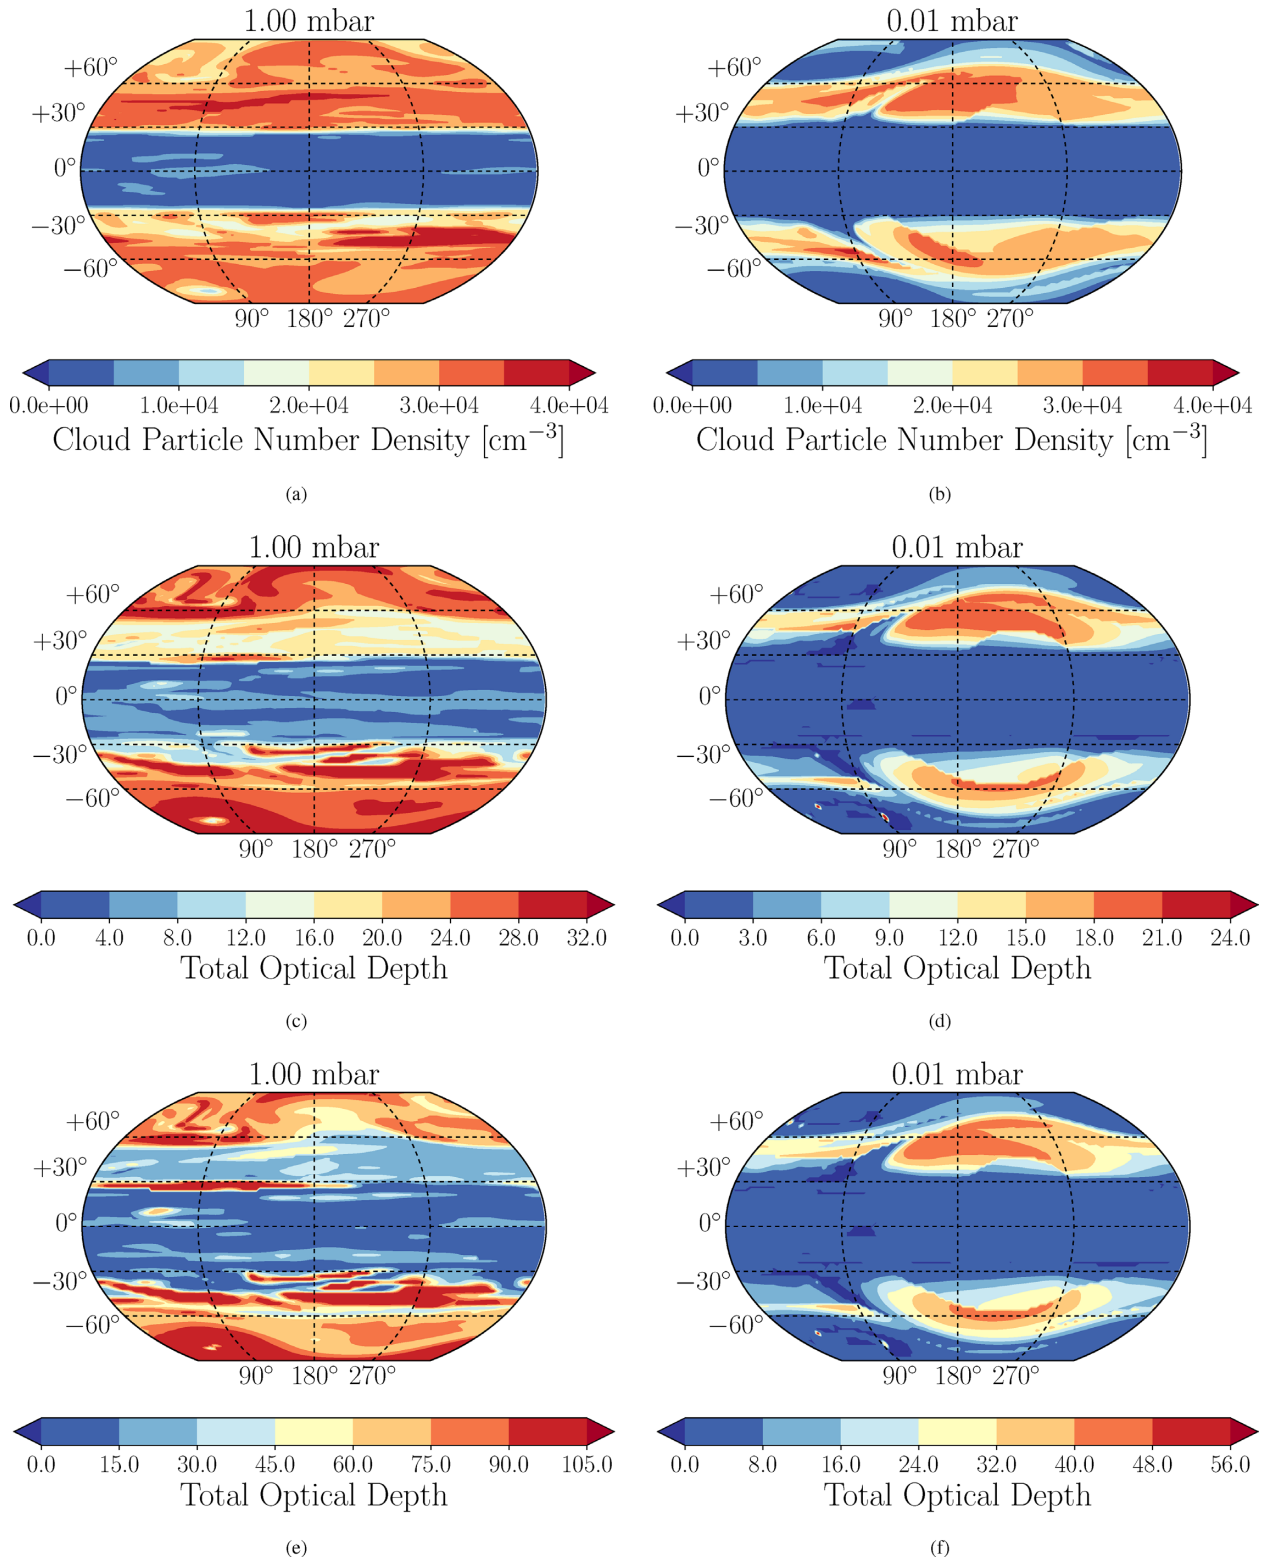 1.00 mbar
0.01 mbar
+60°
+30°
0°
−30°
−60°
90° 180° 270°
+60°
+30°
0°
−30°
−60°
90° 180° 270°
0.0e+00 1.0e+04 2.0e+04 3.0e+04 4.0e+04
Cloud Particle Number Density [cm⁻³]
0.0e+00 1.0e+04 2.0e+04 3.0e+04 4.0e+04
Cloud Particle Number Density [cm⁻³]
(a)
(b)
1.00 mbar
0.01 mbar
+60°
+30°
0°
−30°
−60°
90° 180° 270°
+60°
+30°
0°
−30°
−60°
90° 180° 270°
0.0 4.0 8.0 12.0 16.0 20.0 24.0 28.0 32.0
Total Optical Depth
0.0 3.0 6.0 9.0 12.0 15.0 18.0 21.0 24.0
Total Optical Depth
(c)
(d)
1.00 mbar
0.01 mbar
+60°
+30°
0°
−30°
−60°
90° 180° 270°
+60°
+30°
0°
−30°
−60°
90° 180° 270°
0.0 15.0 30.0 45.0 60.0 75.0 90.0 105.0
Total Optical Depth
0.0 8.0 16.0 24.0 32.0 40.0 48.0 56.0
Total Optical Depth
(e)
(f)